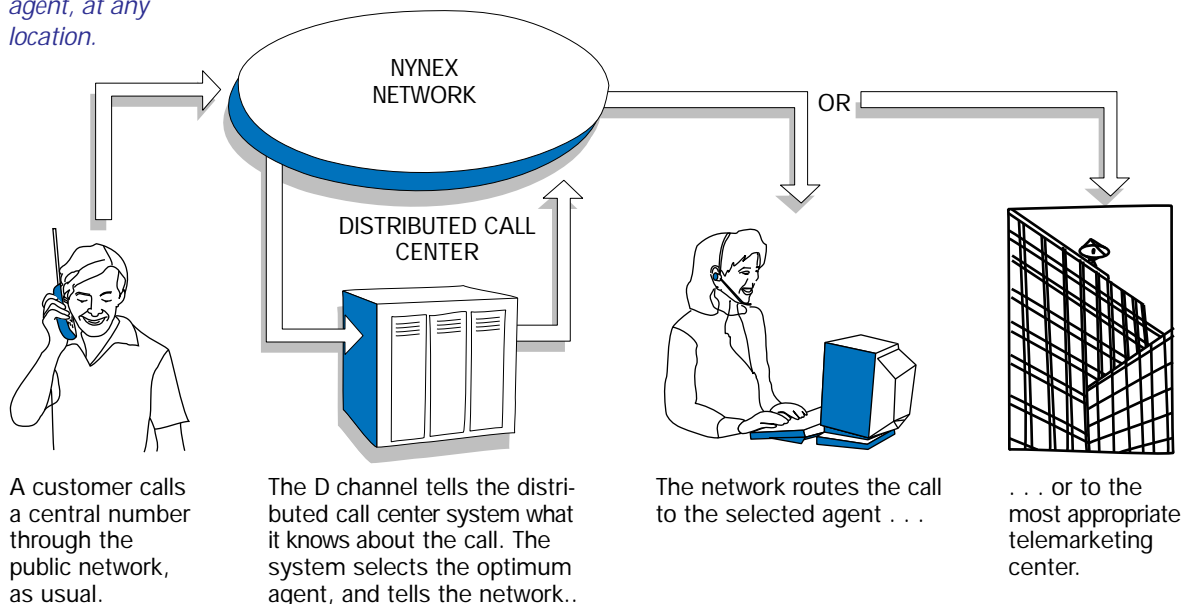 agent, at any
location.
NYNEX
NETWORK
OR
DISTRIBUTED CALL
CENTER
A customer calls
a central number
through the
public network,
as usual.
The D channel tells the distri-
buted call center system what
it knows about the call. The
system selects the optimum
agent, and tells the network..
The network routes the call
to the selected agent . . .
. . . or to the
most appropriate
telemarketing
center.